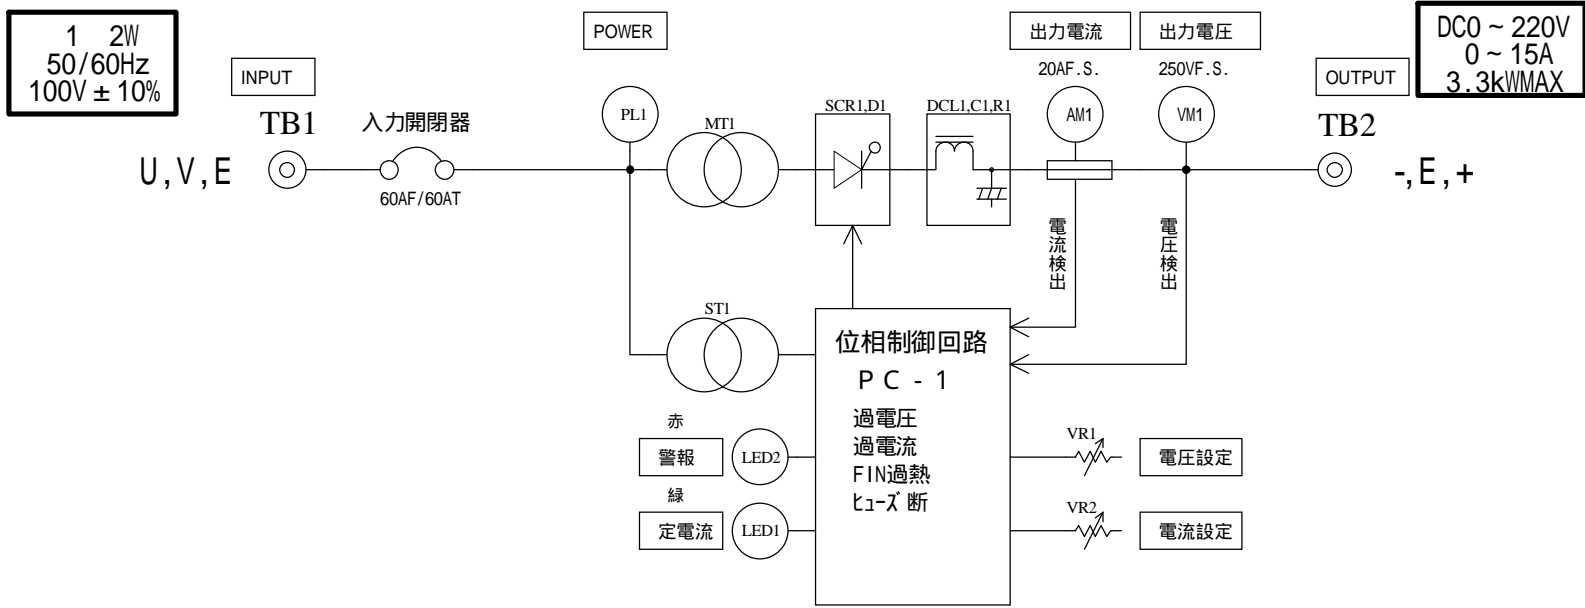 1 2W
50/60Hz
100V±10%
INPUT
TB1
U,V,E
入力開閉器
60AF/60AT
POWER
PL1
MT1
SCR1,D1
DCL1,C1,R1
出力電流
20AF.S.
AM1
出力電圧
250VF.S.
VM1
OUTPUT
TB2
-,E,+
DC0~220V
0~15A
3.3kWMAX
電流検出
電圧検出
ST1
位相制御回路
PC-1
過電圧
過電流
FIN過熱
ヒューズ断
赤
警報
LED2
緑
定電流
LED1
VR1
電圧設定
VR2
電流設定